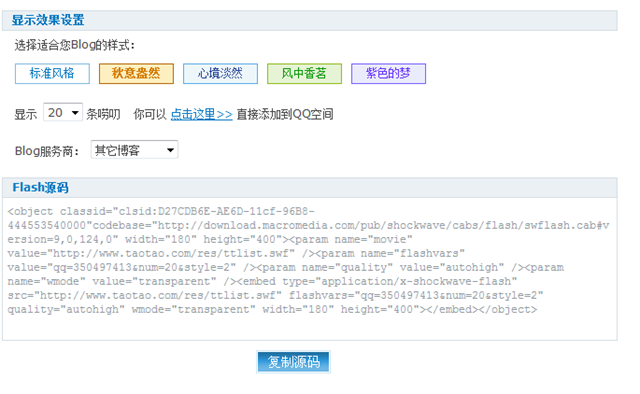 显示效果设置
选择适合您Blog的样式：
标准风格 秋意盎然 心境淡然 风中香茗 紫色的梦
显示 20 条唠叨 你可以 点击这里>> 直接添加到QQ空间
Blog服务商： 其它博客
Flash源码
<object classid="clsid:D27CDB6E-AE6D-11cf-96B8-
444553540000"codebase="http://download.macromedia.com/pub/shockwave/cabs/flash/swflash.cab#v
ersion=9,0,124,0" width="180" height="400"><param name="movie"
value="http://www.taotao.com/res/ttlist.swf" /><param name="flashvars"
value="qq=350497413&num=20&style=2" /><param name="quality" value="autohigh" /><param
name="wmode" value="transparent" /><embed type="application/x-shockwave-flash"
src="http://www.taotao.com/res/ttlist.swf" flashvars="qq=350497413&num=20&style=2"
quality="autohigh" wmode="transparent" width="180" height="400"></embed></object>
复制源码